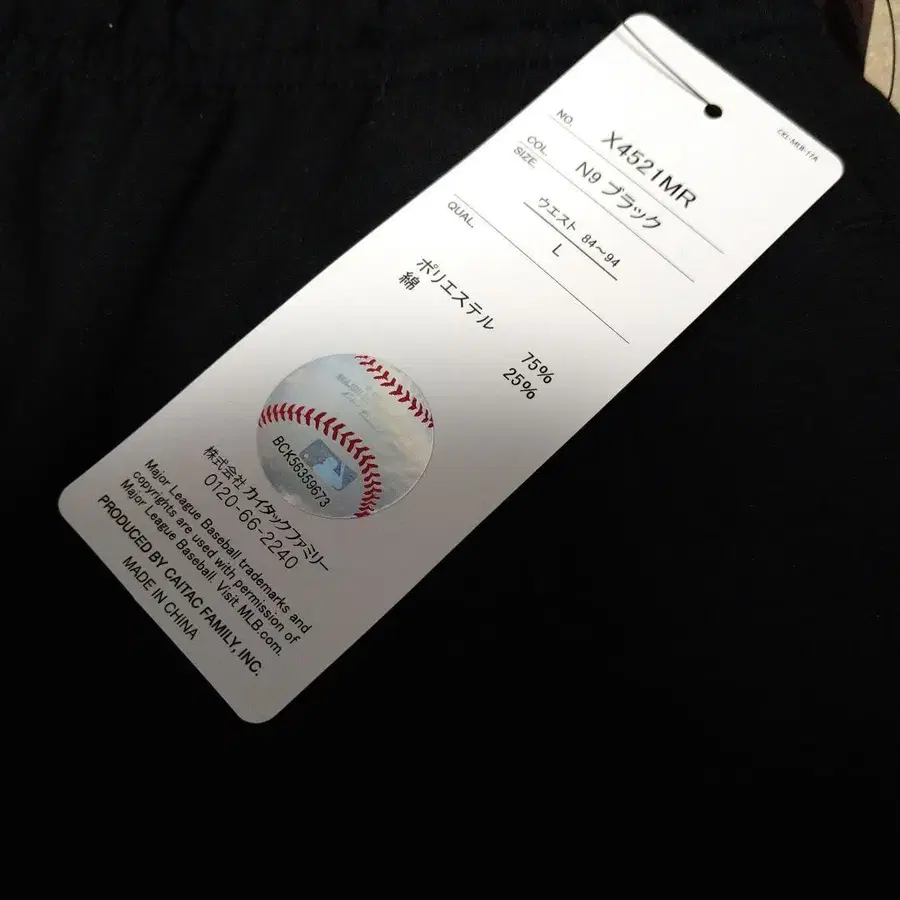 NO. X4521MR
COL. N9 ブラック
SIZE. ウエスト 84〜94
L
QUAL.
ポリエステル 75%
綿 25%
BCK56359673
株式会社 カイタックファミリー
0120-66-2240
Major League Baseball trademarks and
copyrights are used with permission of
Major League Baseball. Visit MLB.com.
PRODUCED BY CAITAC FAMILY, INC.
MADE IN CHINA